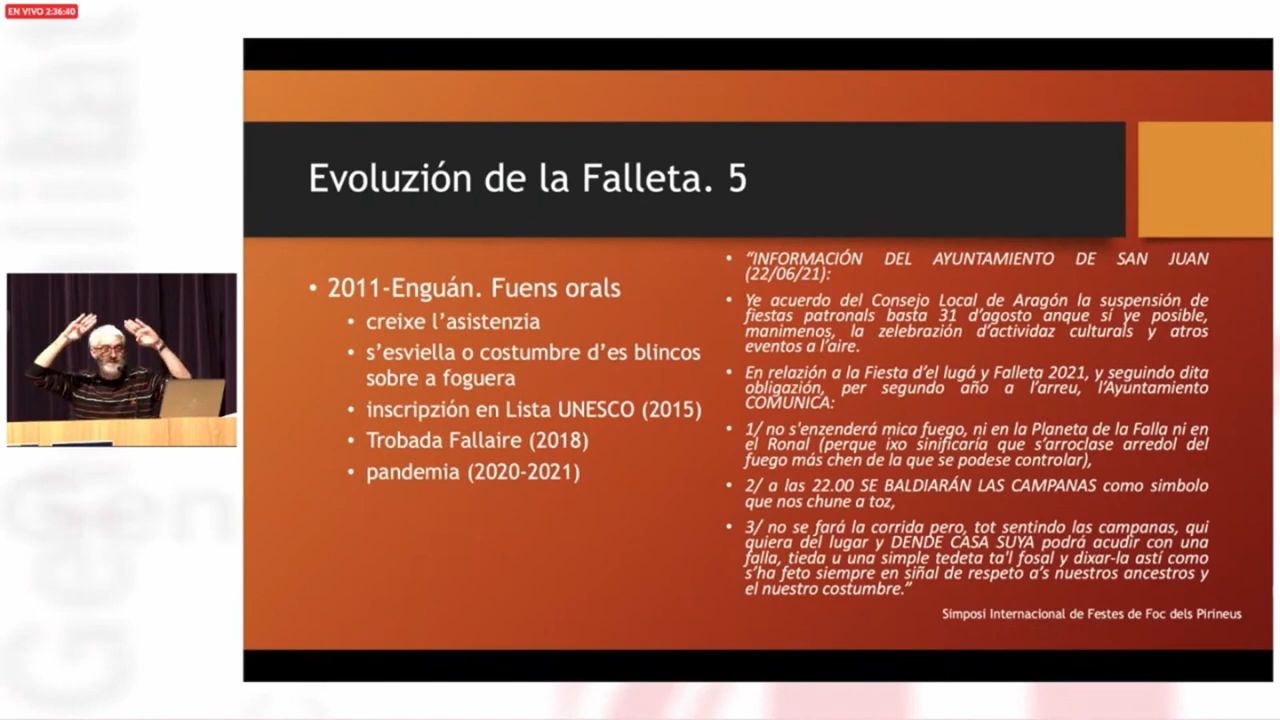 EN VIVO 2:36:40
Evoluzión de la Falleta. 5
• 2011-Enguán. Fuens orals
• creixe l'asistenzia
• s'esviella o costumbre d'es blincos
sobre a foguera
• inscripzión en Lista UNESCO (2015)
• Trobada Fallaire (2018)
• pandemia (2020-2021)
• "INFORMACIÓN DEL AYUNTAMIENTO DE SAN JUAN
(22/06/21):
• Ye acuerdo del Consejo Local de Aragón la suspensión de
fiestas patronals basta 31 d'agosto anque sí ye posible,
manimenos, la zelebrazión d'actividaz culturals y atros
eventos a l'aire.
• En relazión a la Fiesta d'el lugá y Falleta 2021, y seguindo dita
obligazión, per segundo año a l'arreu, l'Ayuntamiento
COMUNICA:
• 1/ no s'enzenderá mica fuego, ni en la Planeta de la Falla ni en
el Ronal (perque ixo sinificaría que s'arroclase arredol del
fuego más chen de la que se podese controlar),
• 2/ a las 22.00 SE BALDIARÁN LAS CAMPANAS como simbolo
que nos chune a toz,
• 3/ no se fará la corrida pero, tot sentindo las campanas, qui
quiera del lugar y DENDE CASA SUYA podrá acudir con una
falla, tieda u una simple tedeta ta'l fosal y dixar-la astí como
s'ha feto siempre en siñal de respeto a's nuestros ancestros y
el nuestro costumbre."
Simposi Internacional de Festes de Foc dels Pirineus